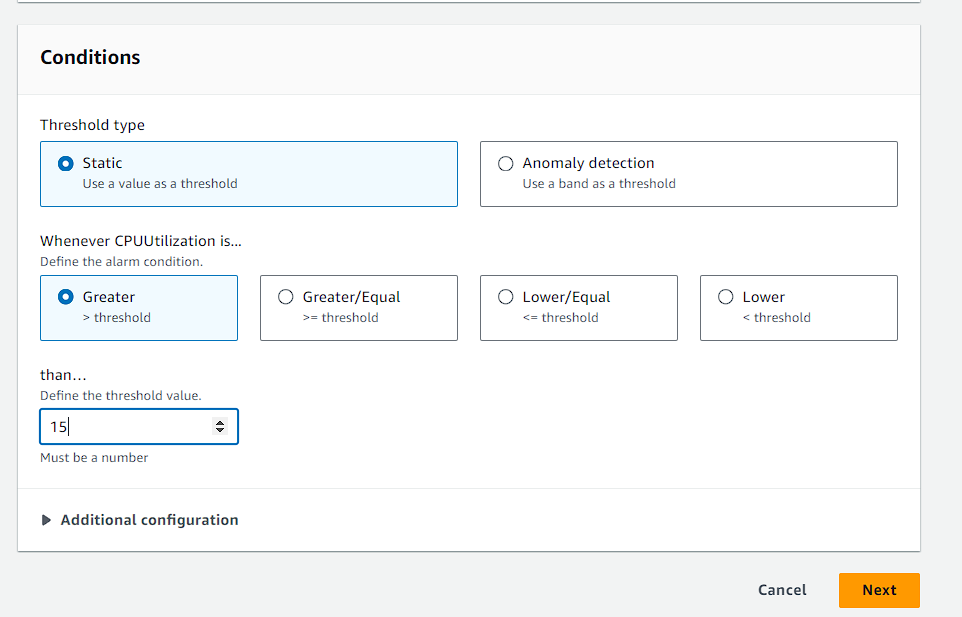 Conditions
Threshold type
Static
Use a value as a threshold
Anomaly detection
Use a band as a threshold
Whenever CPUUtilization is...
Define the alarm condition.
Greater
> threshold
Greater/Equal
>= threshold
Lower/Equal
<= threshold
Lower
< threshold
than...
Define the threshold value.
15
Must be a number
Additional configuration
Cancel
Next